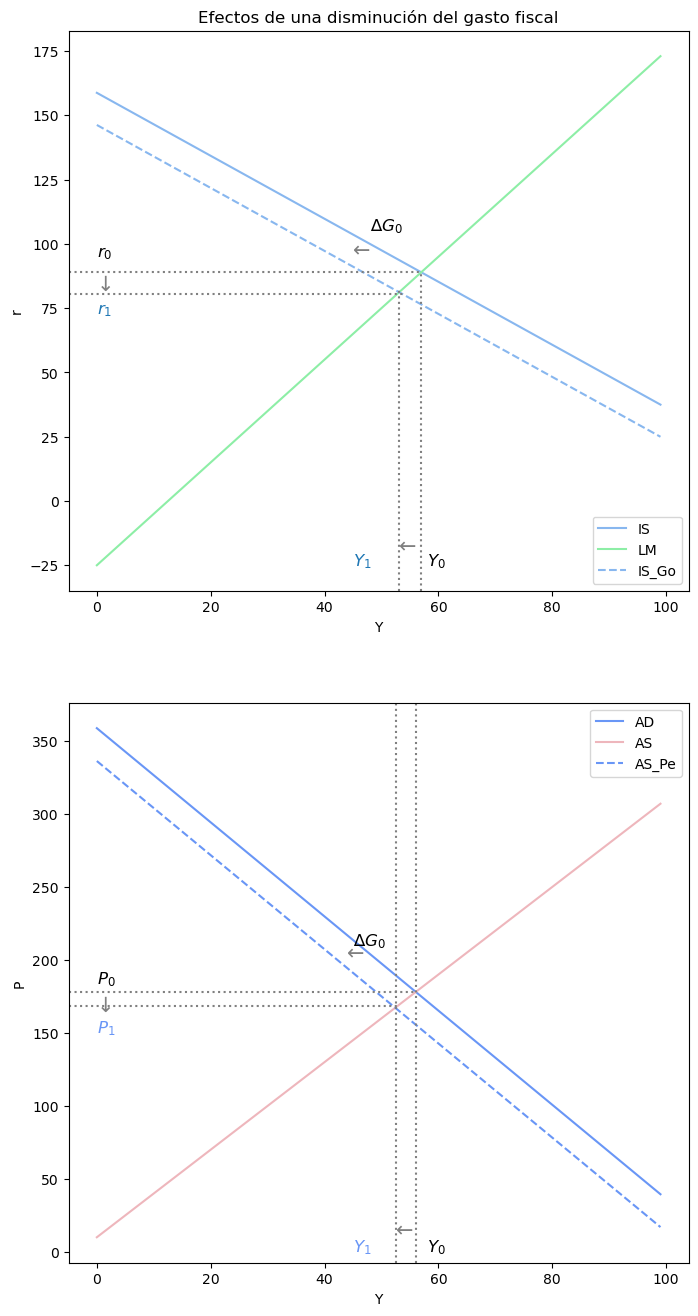 Efectos de una disminución del gasto fiscal
175
150
125
100
75
50
25
0
−25
r
ΔG₀
←
r₀
↓
r₁
←
Y₁
Y₀
IS
LM
IS_Go
0
20
40
60
80
100
Y
350
300
250
200
150
100
50
0
P
AD
AS
AS_Pe
ΔG₀
←
P₀
↓
P₁
←
Y₁
Y₀
0
20
40
60
80
100
Y